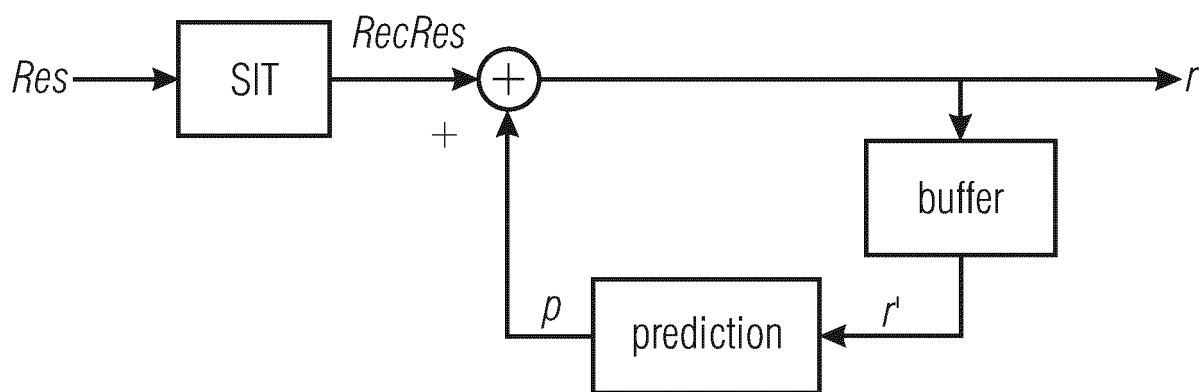 RecRes
Res
SIT
+
r
+
buffer
p
prediction
r'